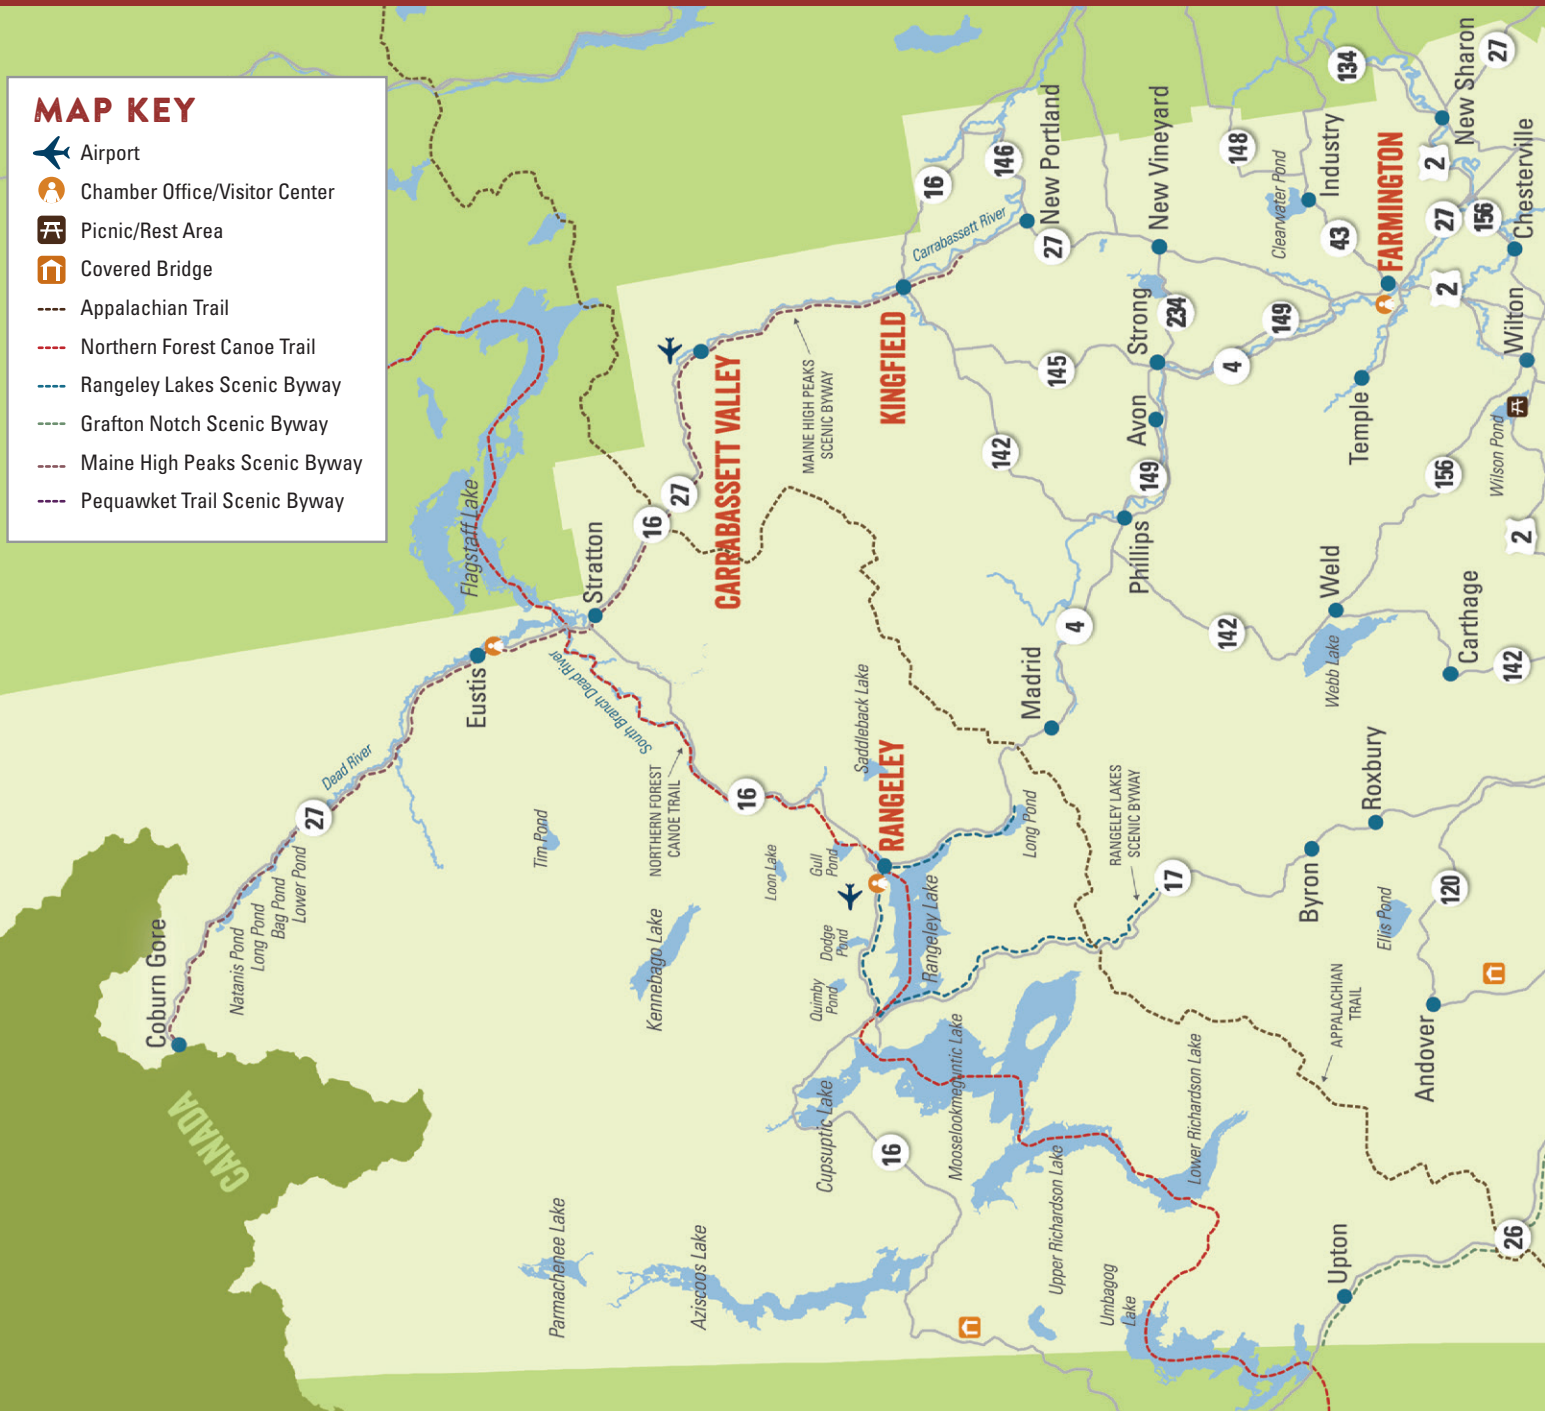 MAP KEY
Airport
Chamber Office/Visitor Center
Picnic/Rest Area
Covered Bridge
Appalachian Trail
Northern Forest Canoe Trail
Rangeley Lakes Scenic Byway
Grafton Notch Scenic Byway
Maine High Peaks Scenic Byway
Pequawket Trail Scenic Byway
CANADA
Coburn Gore
Natanis Pond
Long Pond
Bag Pond
Lower Pond
27
Dead River
Eustis
Flagstaff Lake
Stratton
South Branch Dead River
16
27
CARRABASSETT VALLEY
MAINE HIGH PEAKS
SCENIC BYWAY
KINGFIELD
Carrabassett River
16
146
New Portland
27
New Vineyard
148
134
Industry
Clearwater Pond
43
FARMINGTON
2
New Sharon
27
27
156
Chesterville
2
Wilton
Strong
234
149
4
Temple
145
142
Avon
149
Phillips
156
Wilson Pond
2
Weld
Webb Lake
Carthage
142
142
4
Madrid
Saddleback Lake
RANGELEY
Tim Pond
NORTHERN FOREST
CANOE TRAIL
16
Loon Lake
Gull
Pond
Kennebago Lake
Dodge
Pond
Quimby
Pond
Rangeley Lake
Long Pond
RANGELEY LAKES
SCENIC BYWAY
17
Byron
Roxbury
Ellis Pond
120
Andover
APPALACHIAN
TRAIL
Mooselookmeguntic Lake
Cupsuptic Lake
16
Upper Richardson Lake
Lower Richardson Lake
Parmachenee Lake
Aziscoos Lake
Umbagog
Lake
Upton
26